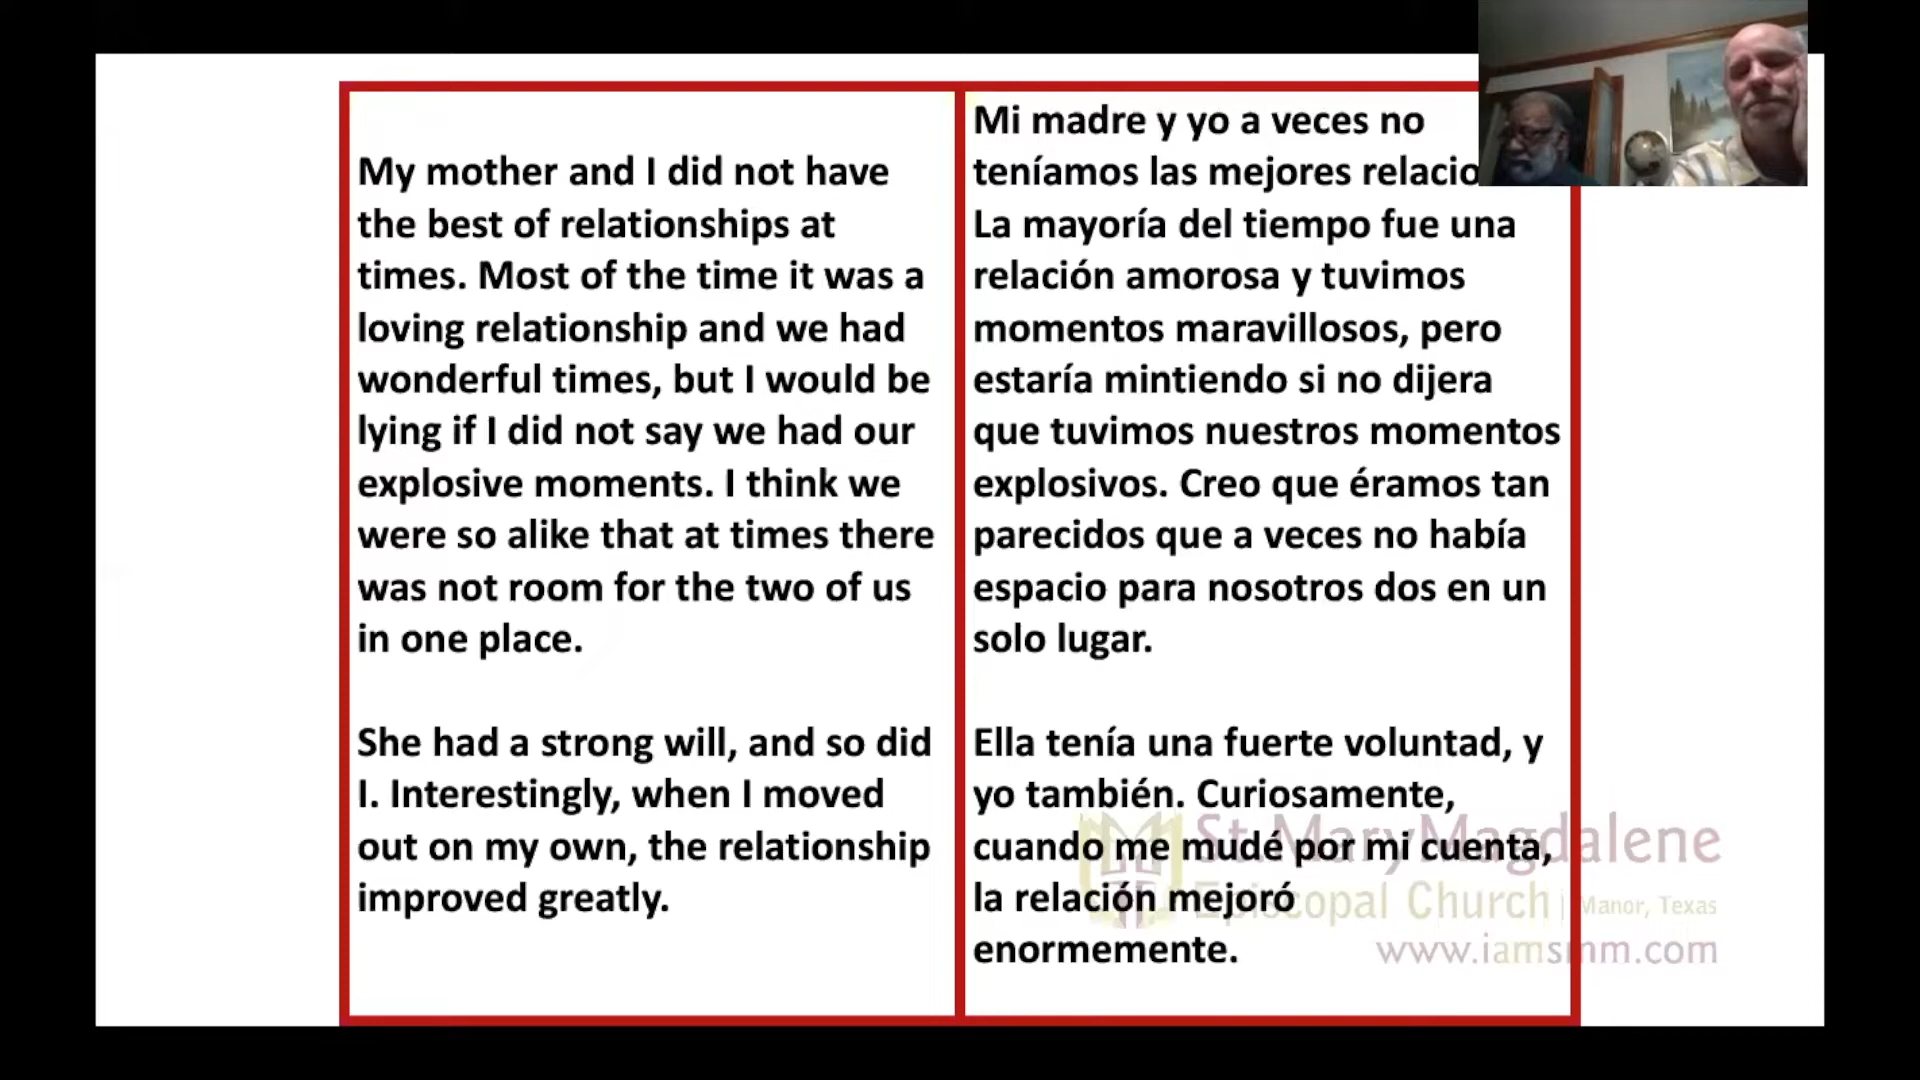 My mother and I did not have
the best of relationships at
times. Most of the time it was a
loving relationship and we had
wonderful times, but I would be
lying if I did not say we had our
explosive moments. I think we
were so alike that at times there
was not room for the two of us
in one place.
She had a strong will, and so did
I. Interestingly, when I moved
out on my own, the relationship
improved greatly.
Mi madre y yo a veces no
teníamos las mejores
La mayoría del tiempo fue una
relación amorosa y tuvimos
momentos maravillosos, pero
estaría mintiendo si no dijera
que tuvimos nuestros momentos
explosivos. Creo que éramos tan
parecidos que a veces no había
espacio para nosotros dos en un
solo lugar.
Ella tenía una fuerte voluntad, y
yo también. Curiosamente,
cuando me mudé por mi cuenta,
la relación mejoró
enormemente.
St. Mary Magdalene
Episcopal Church | Manor, Texas
www.iamsmm.com